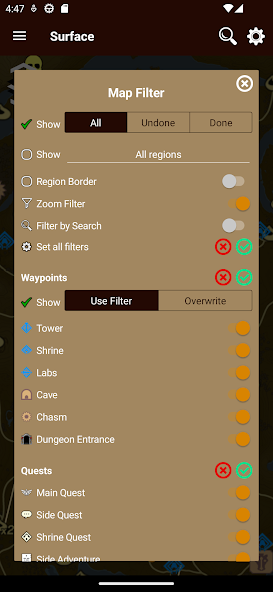 4:47
Surface
Map Filter
Show All Undone Done
Show All regions
Region Border
Zoom Filter
Filter by Search
Set all filters
Waypoints
Show Use Filter Overwrite
Tower
Shrine
Labs
Cave
Chasm
Dungeon Entrance
Quests
Main Quest
Side Quest
Shrine Quest
Side Adventure